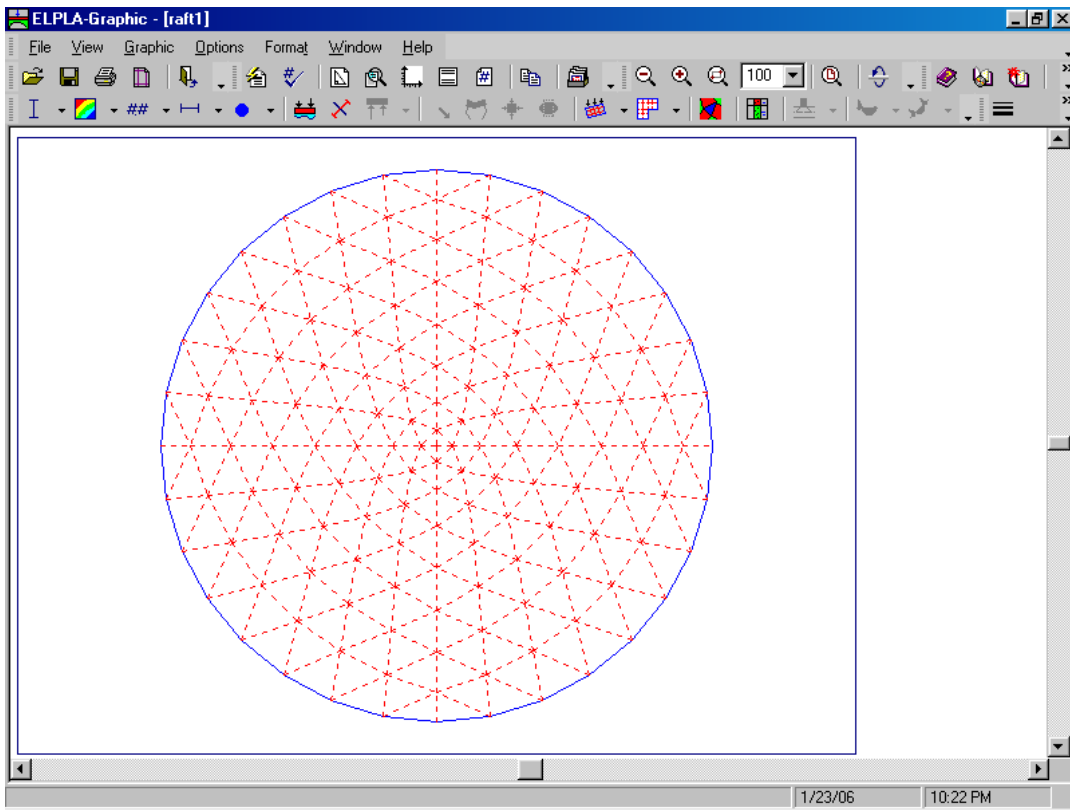 ELPLA-Graphic - [raft1]
File View Graphic Options Format Window Help
100
##
1/23/06 10:22 PM